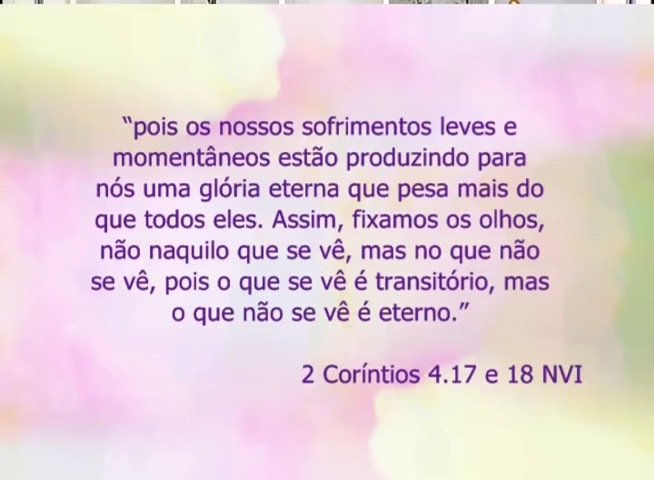 “pois os nossos sofrimentos leves e
momentâneos estão produzindo para
nós uma glória eterna que pesa mais do
que todos eles. Assim, fixamos os olhos,
não naquilo que se vê, mas no que não
se vê, pois o que se vê é transitório, mas
o que não se vê é eterno.”
2 Coríntios 4.17 e 18 NVI